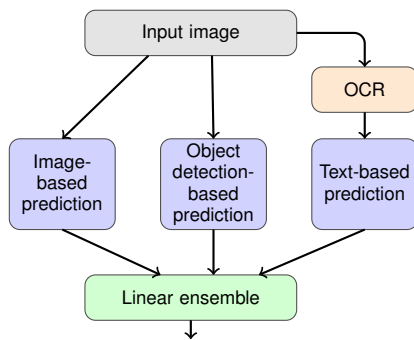 Input image
OCR
Image-
based
prediction
Object
detection-
based
prediction
Text-based
prediction
Linear ensemble